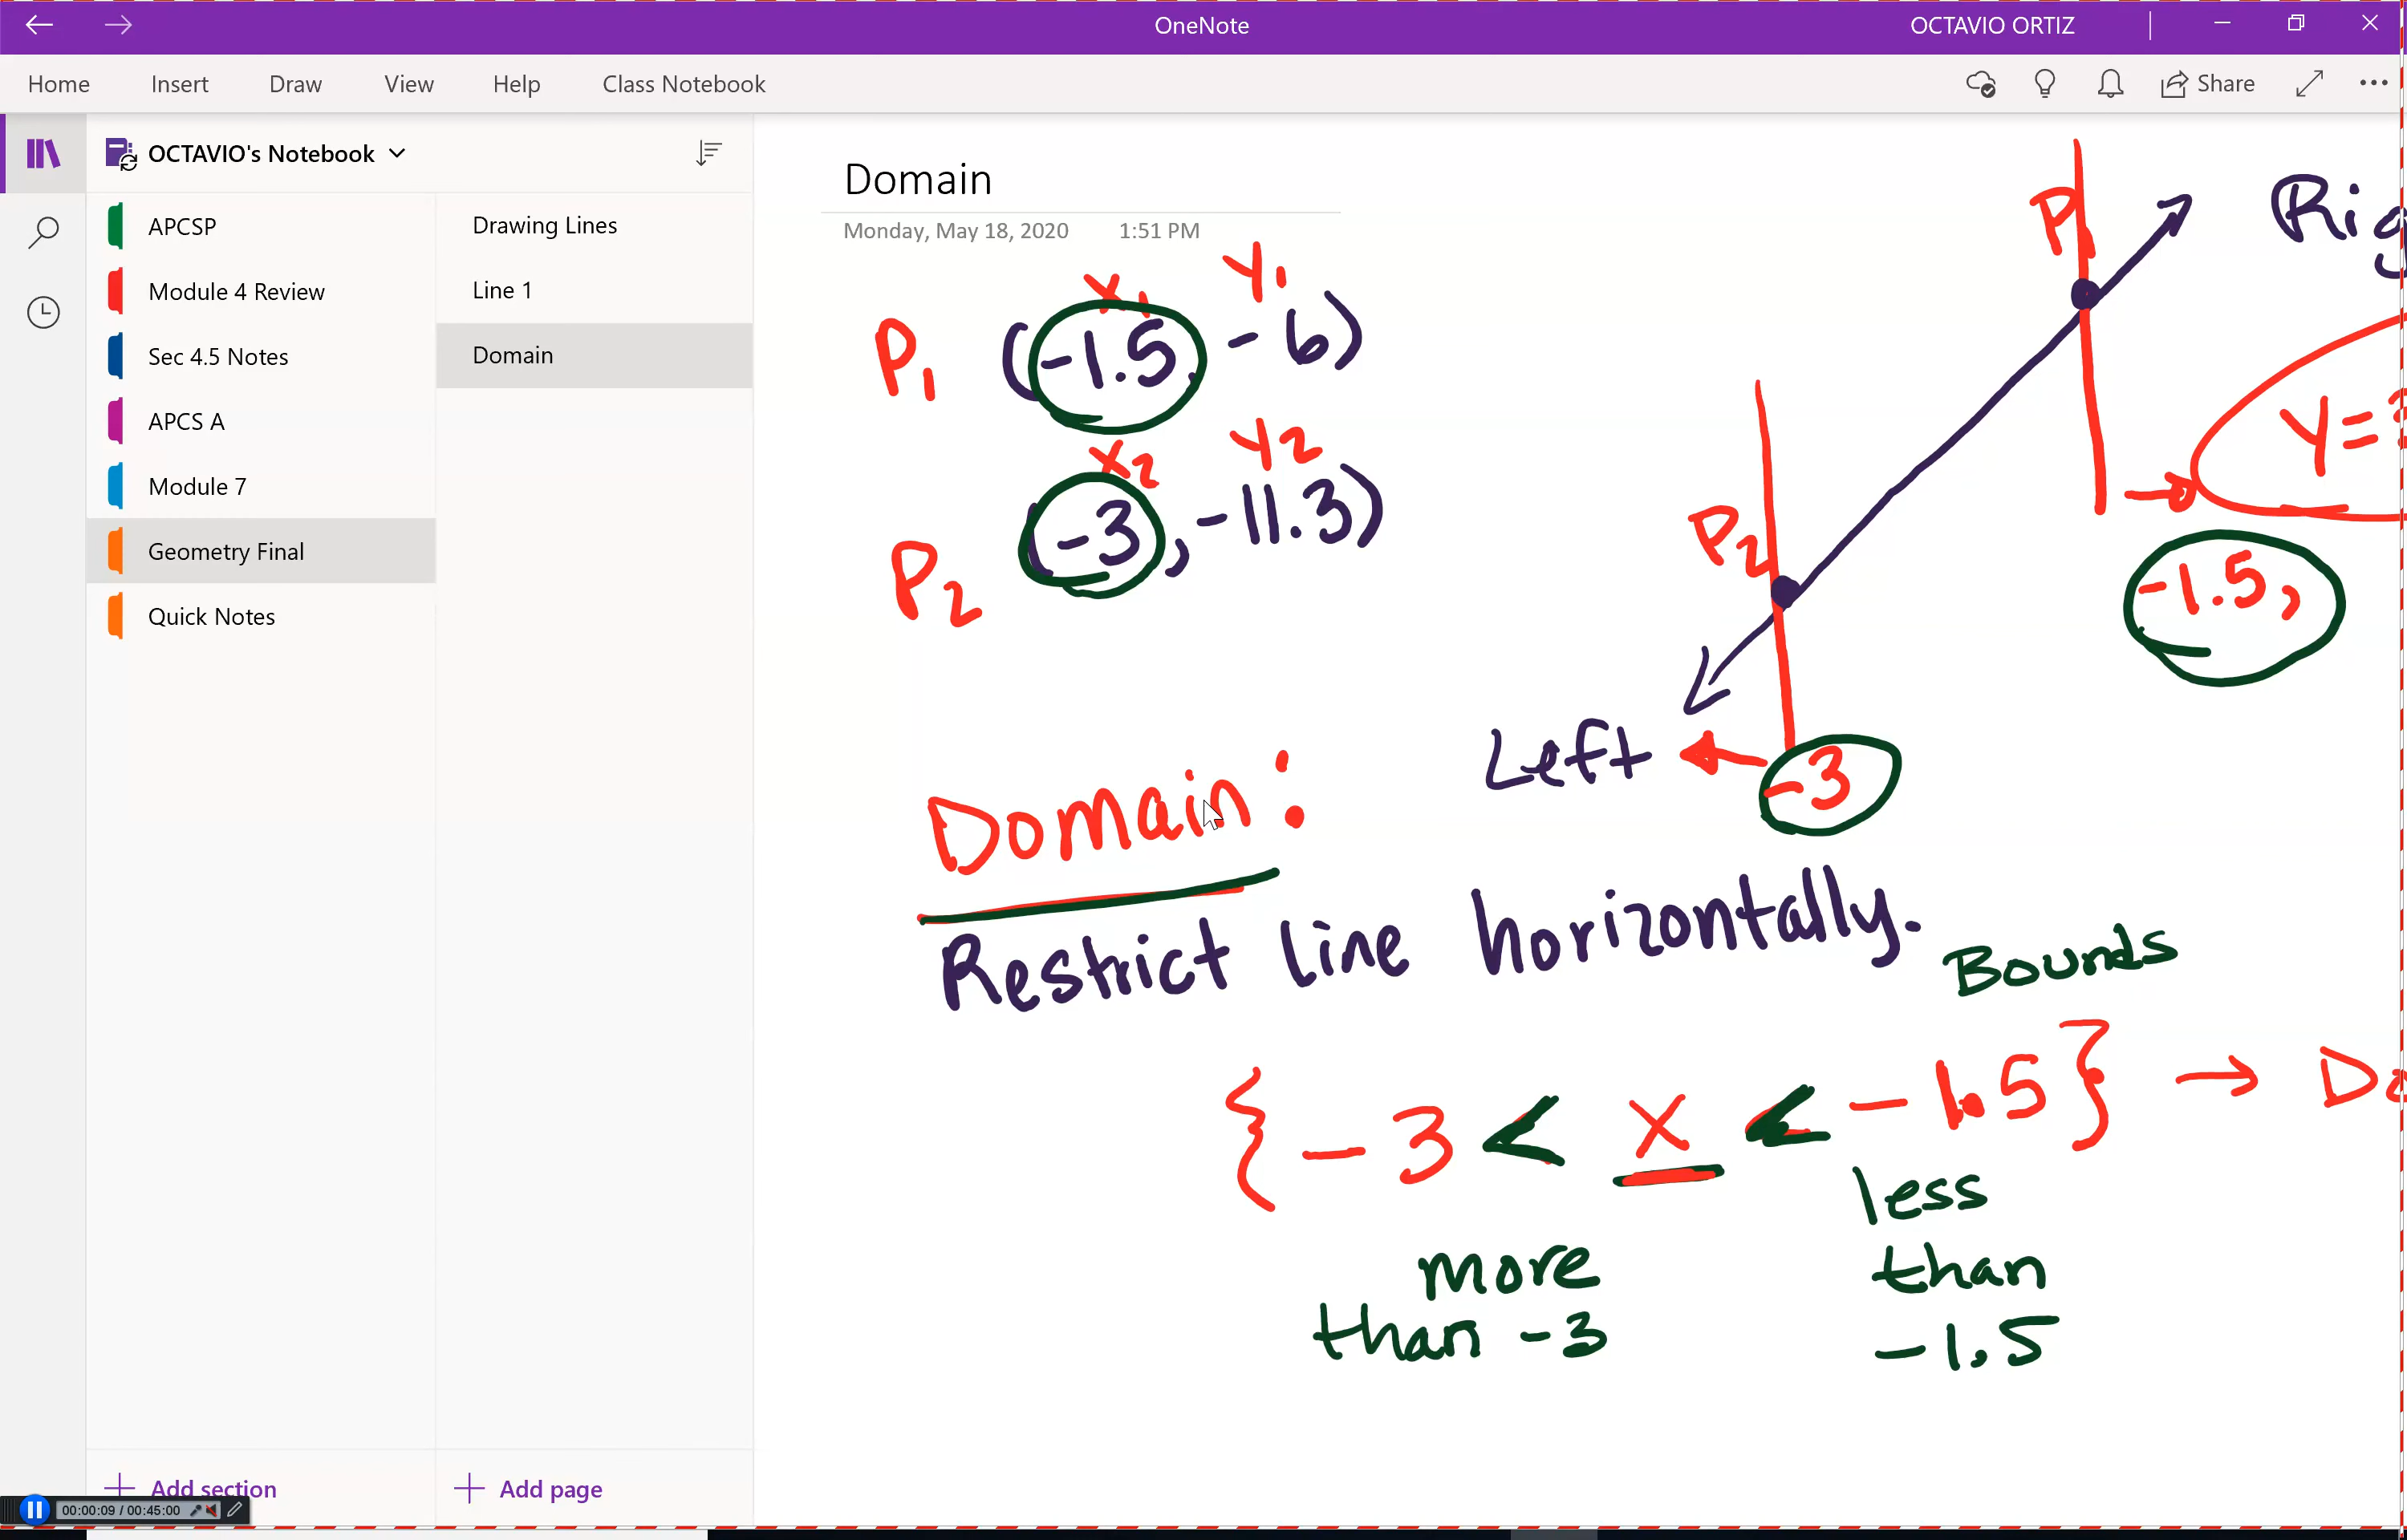 OneNote
OCTAVIO ORTIZ
Home Insert Draw View Help Class Notebook
Share
OCTAVIO's Notebook
APCSP
Module 4 Review
Sec 4.5 Notes
APCS A
Module 7
Geometry Final
Quick Notes
Add section
Drawing Lines
Line 1
Domain
Add page
Domain
Monday, May 18, 2020 1:51 PM
x1 y1
P1 (-1.5, -6)
x2 y2
P2 (-3, -11.3)
P1
P2
Y=
-1.5,
Left
-3
Domain:
Restrict line horizontally.
Bounds
{-3 < x < -1.5} →
more
than -3
less
than
-1.5
00:00:09 / 00:45:00